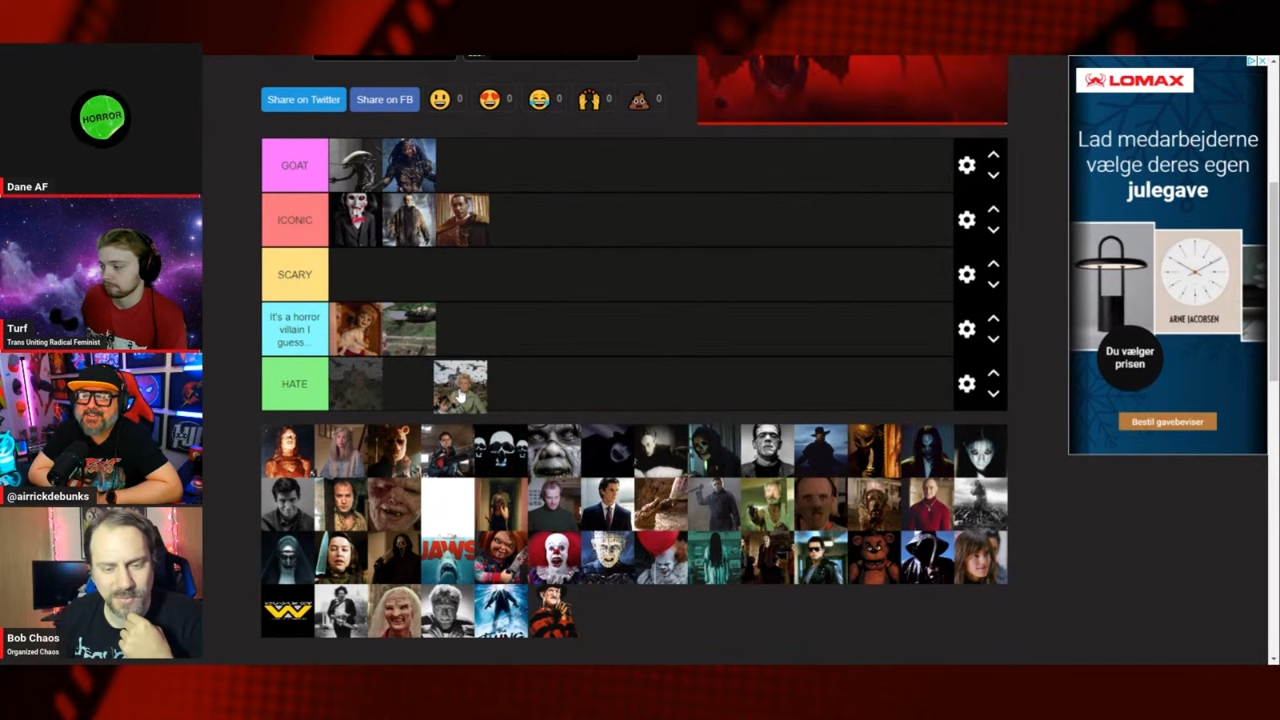 HORROR
Dane AF
Turf
Trans Uniting Radical Feminist
@airrickdebunks
Bob Chaos
Organized Chaos
Share on Twitter
Share on FB
0
0
0
0
0
GOAT
ICONIC
SCARY
It's a horror
villain I
guess...
HATE
JAWS
LOMAX
Lad medarbejderne
vælge deres egen
julegave
ARNE JACOBSEN
Du vælger
prisen
Bestil gavebeviser